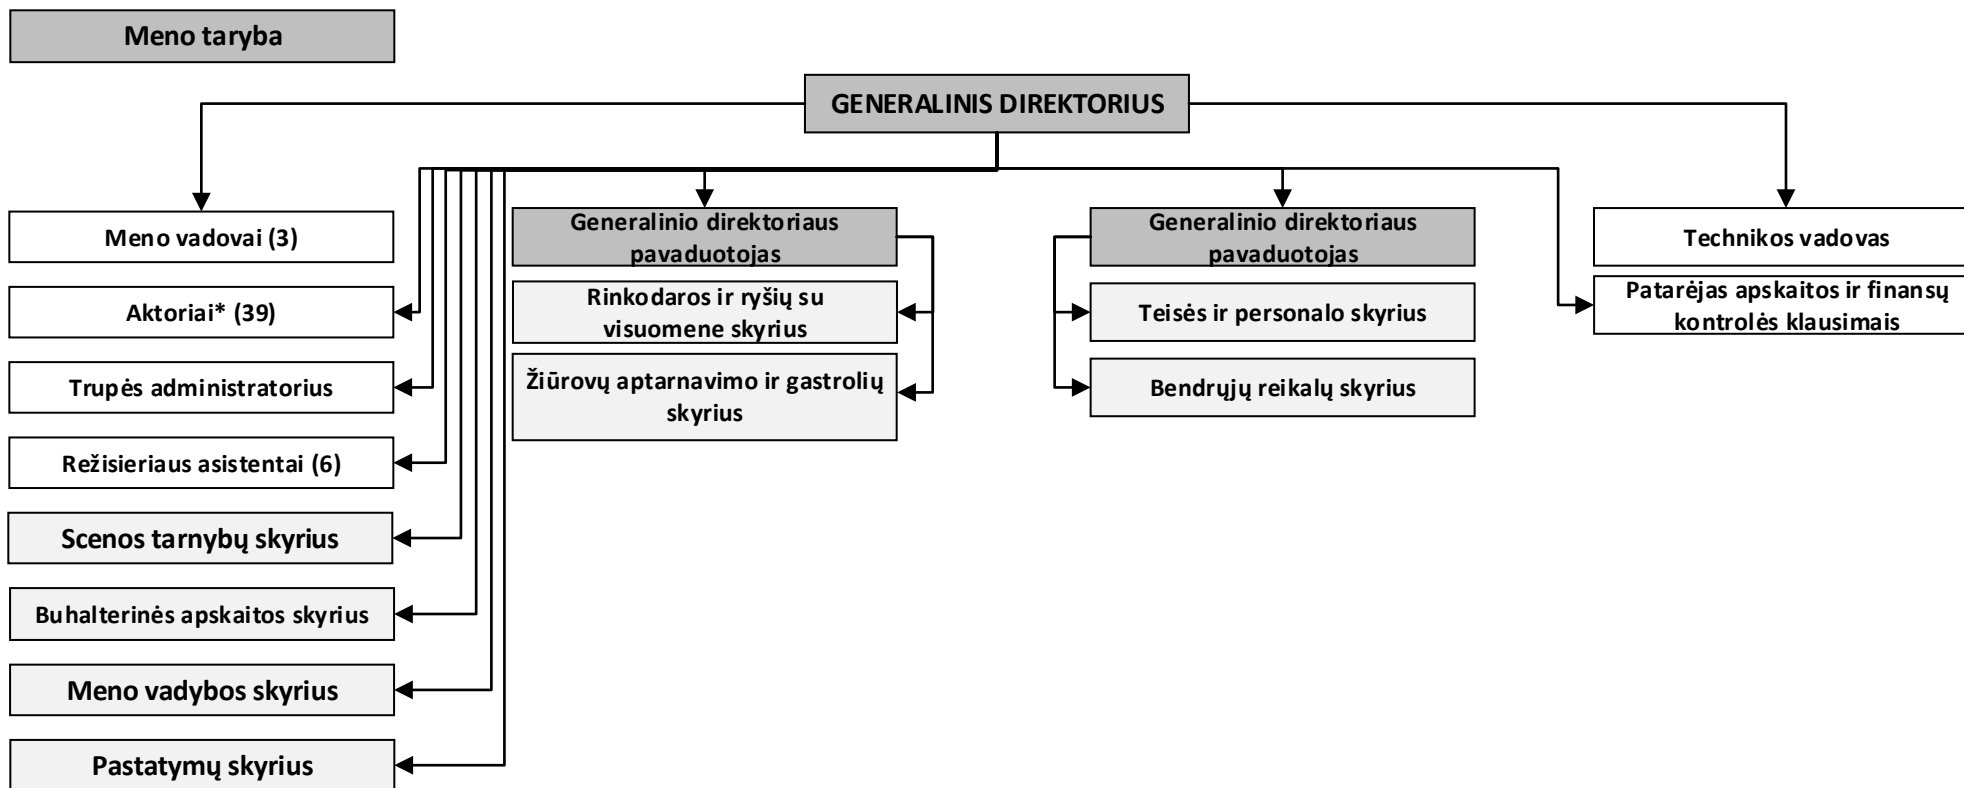 Meno taryba
GENERALINIS DIREKTORIUS
Meno vadovai (3)
Aktoriai* (39)
Trupės administratorius
Režisieriaus asistentai (6)
Scenos tarnybų skyrius
Buhalterinės apskaitos skyrius
Meno vadybos skyrius
Pastatymų skyrius
Generalinio direktoriaus
pavaduotojas
Rinkodaros ir ryšių su
visuomene skyrius
Žiūrovų aptarnavimo ir gastrolių
skyrius
Generalinio direktoriaus
pavaduotojas
Teisės ir personalo skyrius
Bendrųjų reikalų skyrius
Technikos vadovas
Patarėjas apskaitos ir finansų
kontrolės klausimais